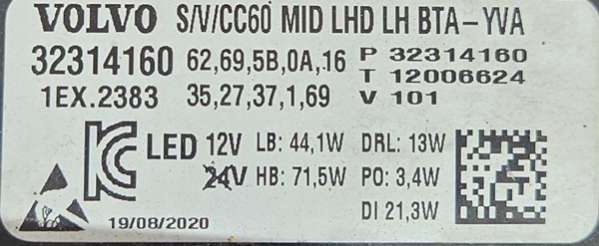 VOLVO S/V/CC60 MID LHD LH BTA-YVA
32314160 62,69,5B,0A,16 P 32314160
T 12006624
1EX.2383 35,27,37,1,69 V 101
LED 12V LB: 44,1W DRL: 13W
24V HB: 71,5W PO: 3,4W
DI 21,3W
19/08/2020